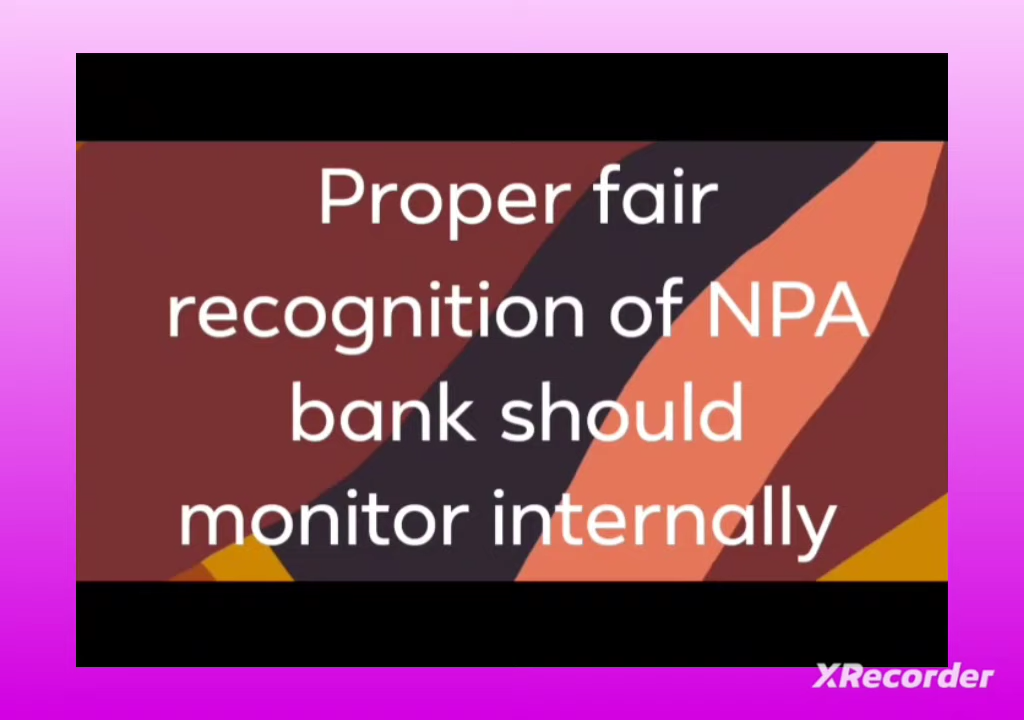 Proper fair
recognition of NPA
bank should
monitor internally
XRecorder